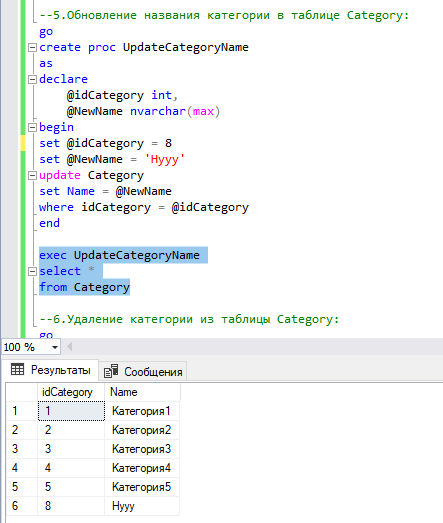 --5.Обновление названия категории в таблице Category:
go
create proc UpdateCategoryName
as
declare
@idCategory int,
@NewName nvarchar(max)
begin
set @idCategory = 8
set @NewName = 'Нууу'
update Category
set Name = @NewName
where idCategory = @idCategory
end
exec UpdateCategoryName
select *
from Category
--6.Удаление категории из таблицы Category:
go
100 %
Результаты Сообщения
idCategory Name
1 1 Категория1
2 2 Категория2
3 3 Категория3
4 4 Категория4
5 5 Категория5
6 8 Нууу